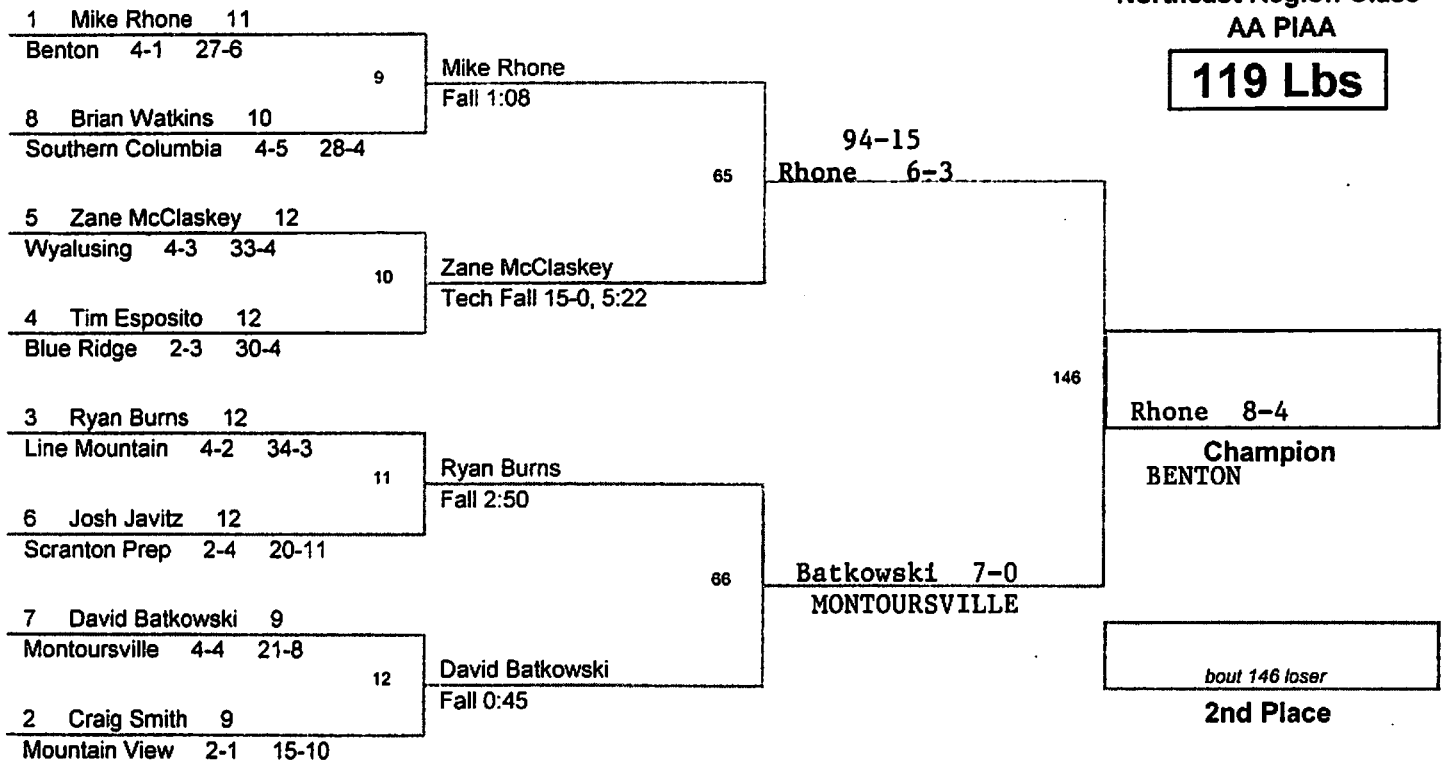 Northeast Region Class
AA PIAA
119 Lbs
1 Mike Rhone 11
Benton 4-1 27-6
9
8 Brian Watkins 10
Southern Columbia 4-5 28-4
Mike Rhone
Fall 1:08
5 Zane McClaskey 12
Wyalusing 4-3 33-4
10
4 Tim Esposito 12
Blue Ridge 2-3 30-4
Zane McClaskey
Tech Fall 15-0, 5:22
65
94-15
Rhone 6-3
3 Ryan Burns 12
Line Mountain 4-2 34-3
11
6 Josh Javitz 12
Scranton Prep 2-4 20-11
Ryan Burns
Fall 2:50
7 David Batkowski 9
Montoursville 4-4 21-8
12
2 Craig Smith 9
Mountain View 2-1 15-10
David Batkowski
Fall 0:45
66
Batkowski 7-0
MONTOURSVILLE
146
Rhone 8-4
Champion
BENTON
bout 146 loser
2nd Place